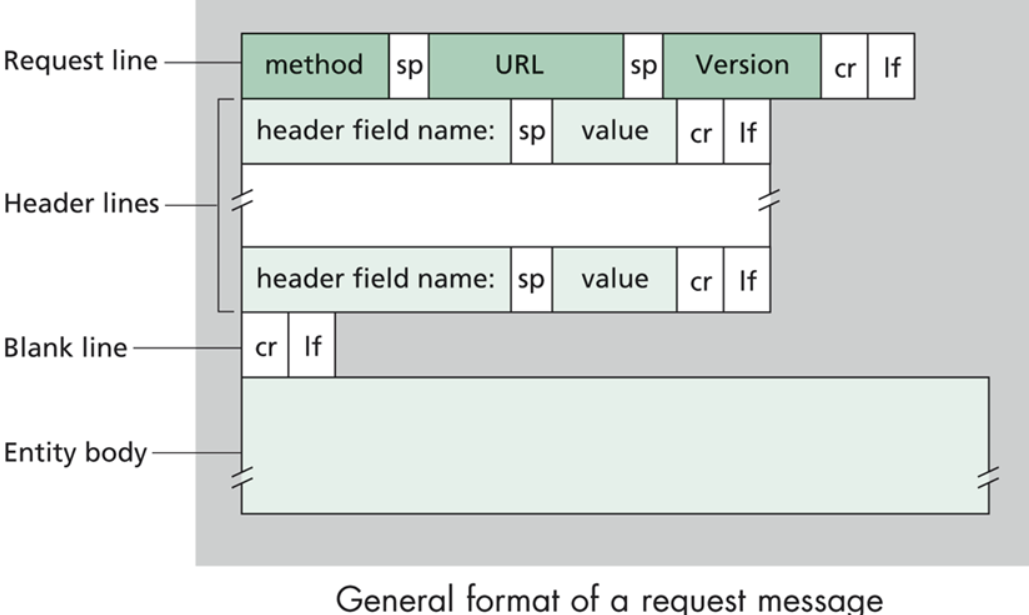 Request line method sp URL sp Version cr lf
header field name: sp value cr lf
Header lines
header field name: sp value cr lf
Blank line cr lf
Entity body
General format of a request message